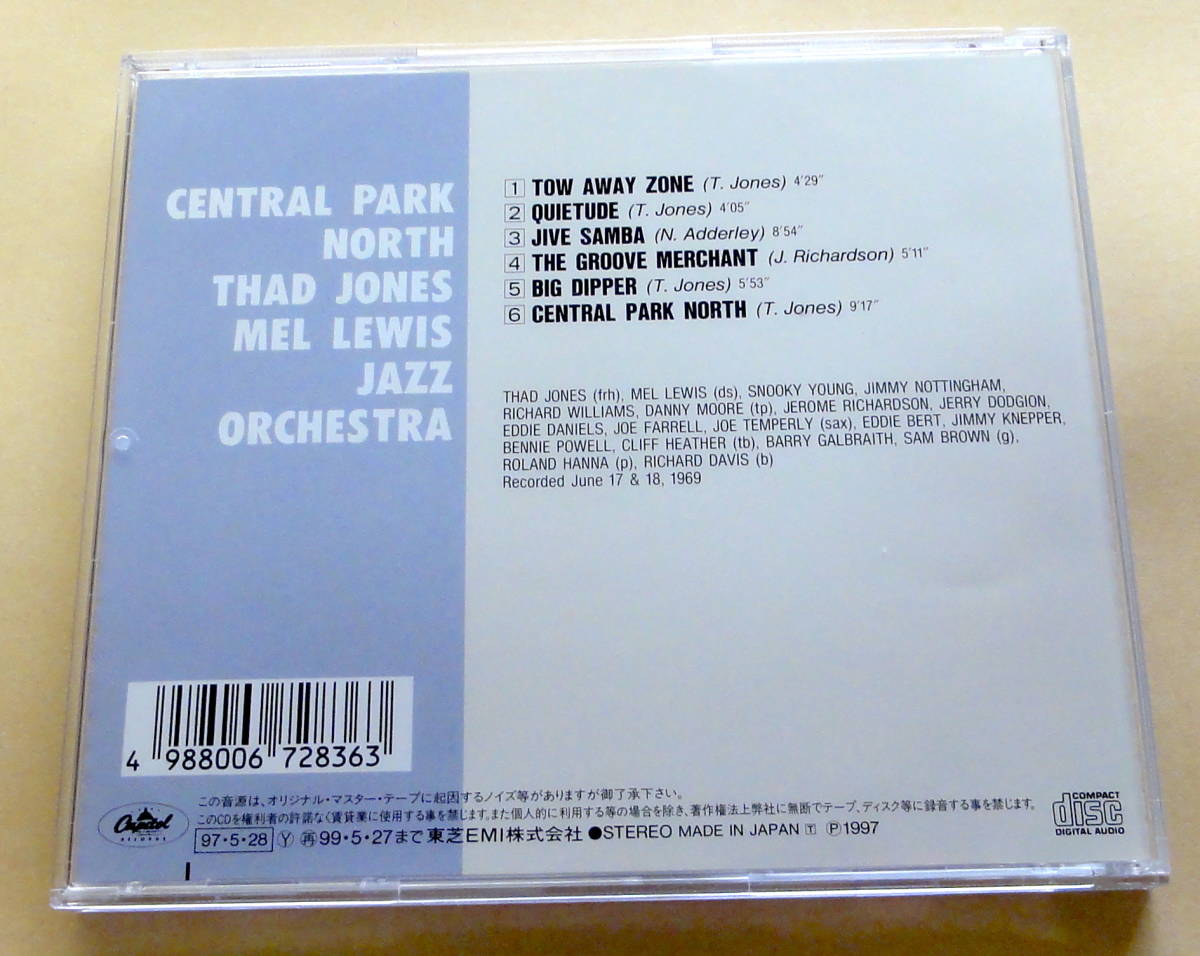 CENTRAL PARK
NORTH
THAD JONES
MEL LEWIS
JAZZ
ORCHESTRA
1 TOW AWAY ZONE (T. Jones) 4'29"
2 QUIETUDE (T. Jones) 4'05"
3 JIVE SAMBA (N. Adderley) 8'54"
4 THE GROOVE MERCHANT (J. Richardson) 5'11"
5 BIG DIPPER (T. Jones) 5'53"
6 CENTRAL PARK NORTH (T. Jones) 9'17"
THAD JONES (frh), MEL LEWIS (ds), SNOOKY YOUNG, JIMMY NOTTINGHAM,
RICHARD WILLIAMS, DANNY MOORE (tp), JEROME RICHARDSON, JERRY DODGION,
EDDIE DANIELS, JOE FARRELL, JOE TEMPERLY (sax), EDDIE BERT, JIMMY KNEPPER,
BENNIE POWELL, CLIFF HEATHER (tb), BARRY GALBRAITH, SAM BROWN (g),
ROLAND HANNA (p), RICHARD DAVIS (b)
Recorded June 17 & 18, 1969
4 988006 728363
この音源は、オリジナル・マスター・テープに起因するノイズ等がありますが御了承下さい。
このCDを権利者の許諾なく賃貸業に使用する事を禁じます。また個人的に利用する等の場合を除き、著作権法上弊社に無断でテープ、ディスク等に録音する事を禁じます。
97・5・28 Ⓨ ㊢99・5・27まで 東芝EMI株式会社 ●STEREO MADE IN JAPAN 🅃 ℗1997
Capitol
RECORDS
COMPACT
disc
DIGITAL AUDIO